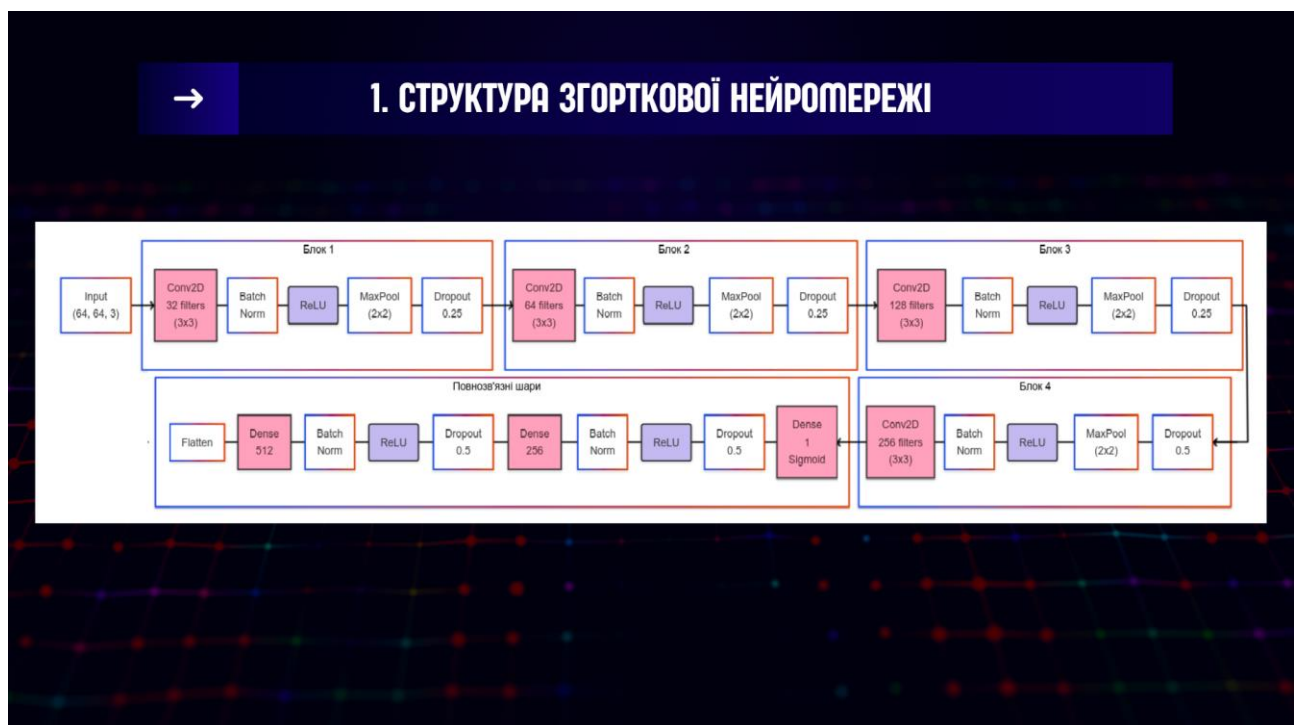 →
1. СТРУКТУРА ЗГОРТКОВОЇ НЕЙРОМЕРЕЖІ
Input
(64, 64, 3)
Блок 1
Conv2D
32 filters
(3x3)
Batch
Norm
ReLU
MaxPool
(2x2)
Dropout
0.25
Блок 2
Conv2D
64 filters
(3x3)
Batch
Norm
ReLU
MaxPool
(2x2)
Dropout
0.25
Блок 3
Conv2D
128 filters
(3x3)
Batch
Norm
ReLU
MaxPool
(2x2)
Dropout
0.25
Повнозв'язні шари
Flatten
Dense
512
Batch
Norm
ReLU
Dropout
0.5
Dense
256
Batch
Norm
ReLU
Dropout
0.5
Dense
1
Sigmoid
Блок 4
Conv2D
256 filters
(3x3)
Batch
Norm
ReLU
MaxPool
(2x2)
Dropout
0.5